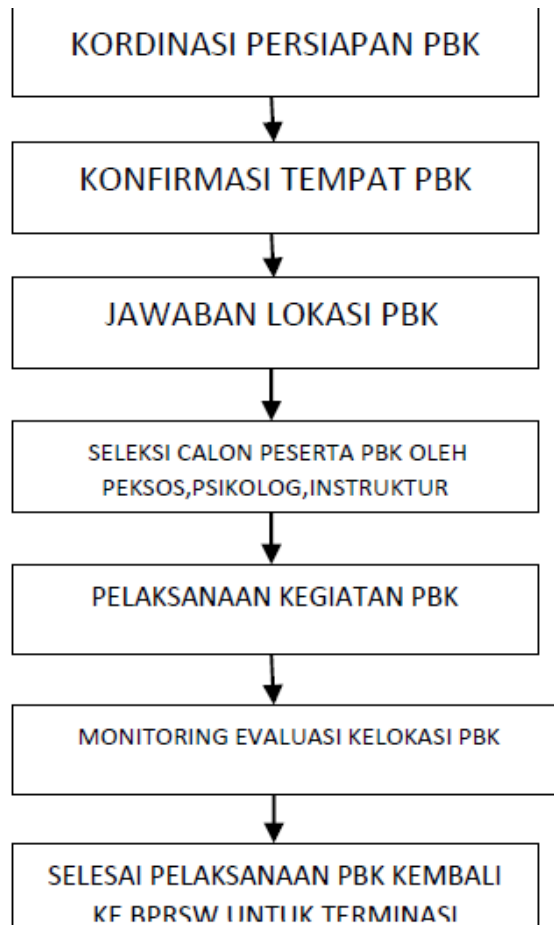 KORDINASI PERSIAPAN PBK
KONFIRMASI TEMPAT PBK
JAWABAN LOKASI PBK
SELEKSI CALON PESERTA PBK OLEH
PEKSOS,PSIKOLOG,INSTRUKTUR
PELAKSANAAN KEGIATAN PBK
MONITORING EVALUASI KELOKASI PBK
SELESAI PELAKSANAAN PBK KEMBALI
KE BPRSW UNTUK TERMINASI